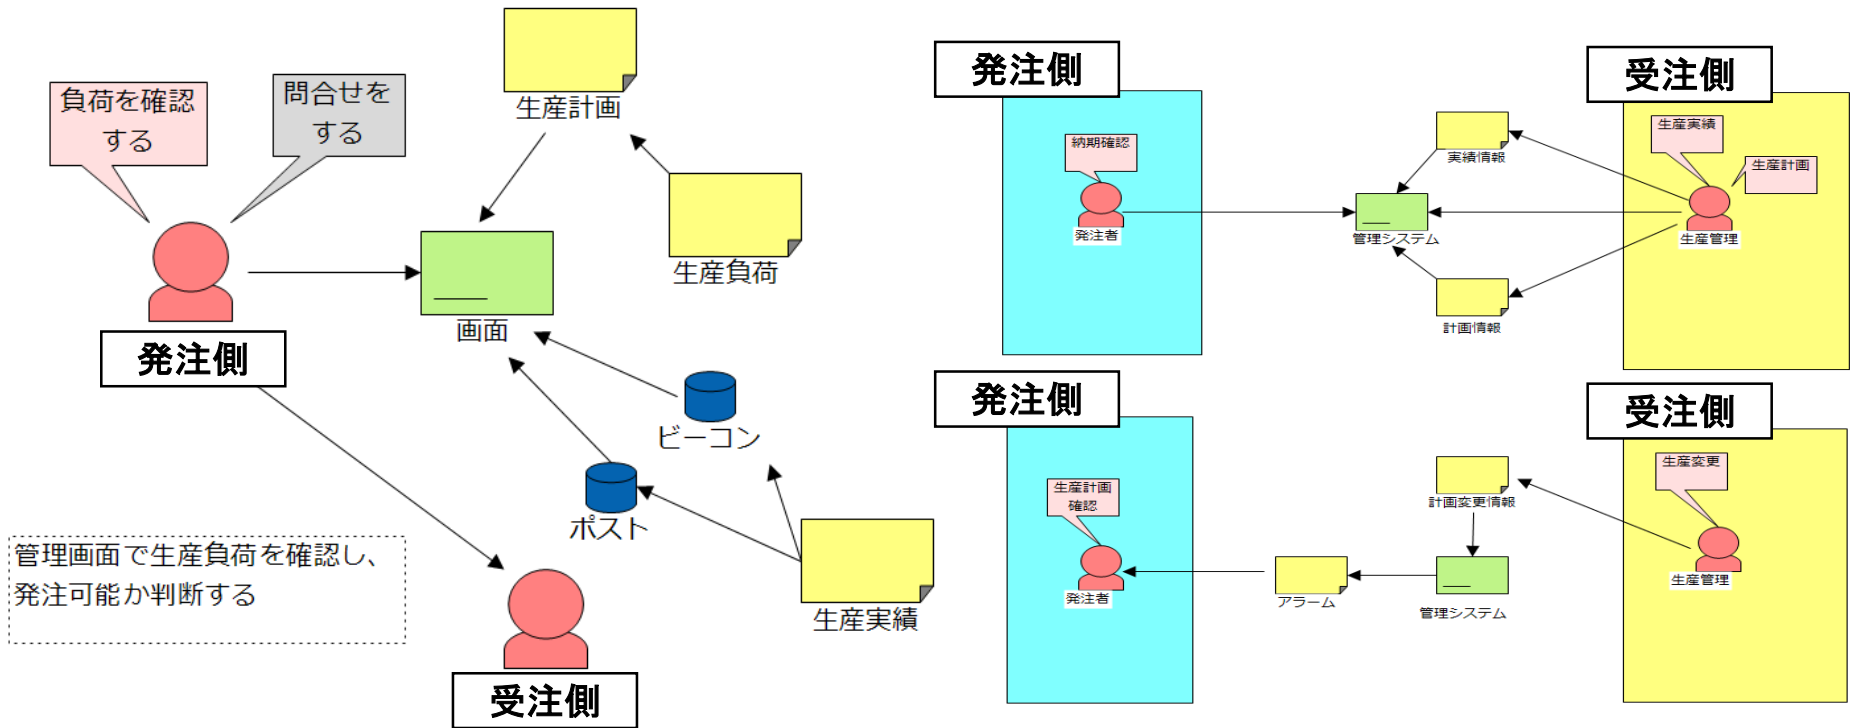 負荷を確認
する
問合せを
する
生産計画
生産負荷
画面
発注側
ビーコン
ポスト
生産実績
管理画面で生産負荷を確認し、
発注可能か判断する
受注側
発注側
納期確認
発注者
実績情報
管理システム
計画情報
受注側
生産実績
生産計画
生産管理
発注側
生産計画
確認
発注者
アラーム
計画変更情報
管理システム
受注側
生産変更
生産管理